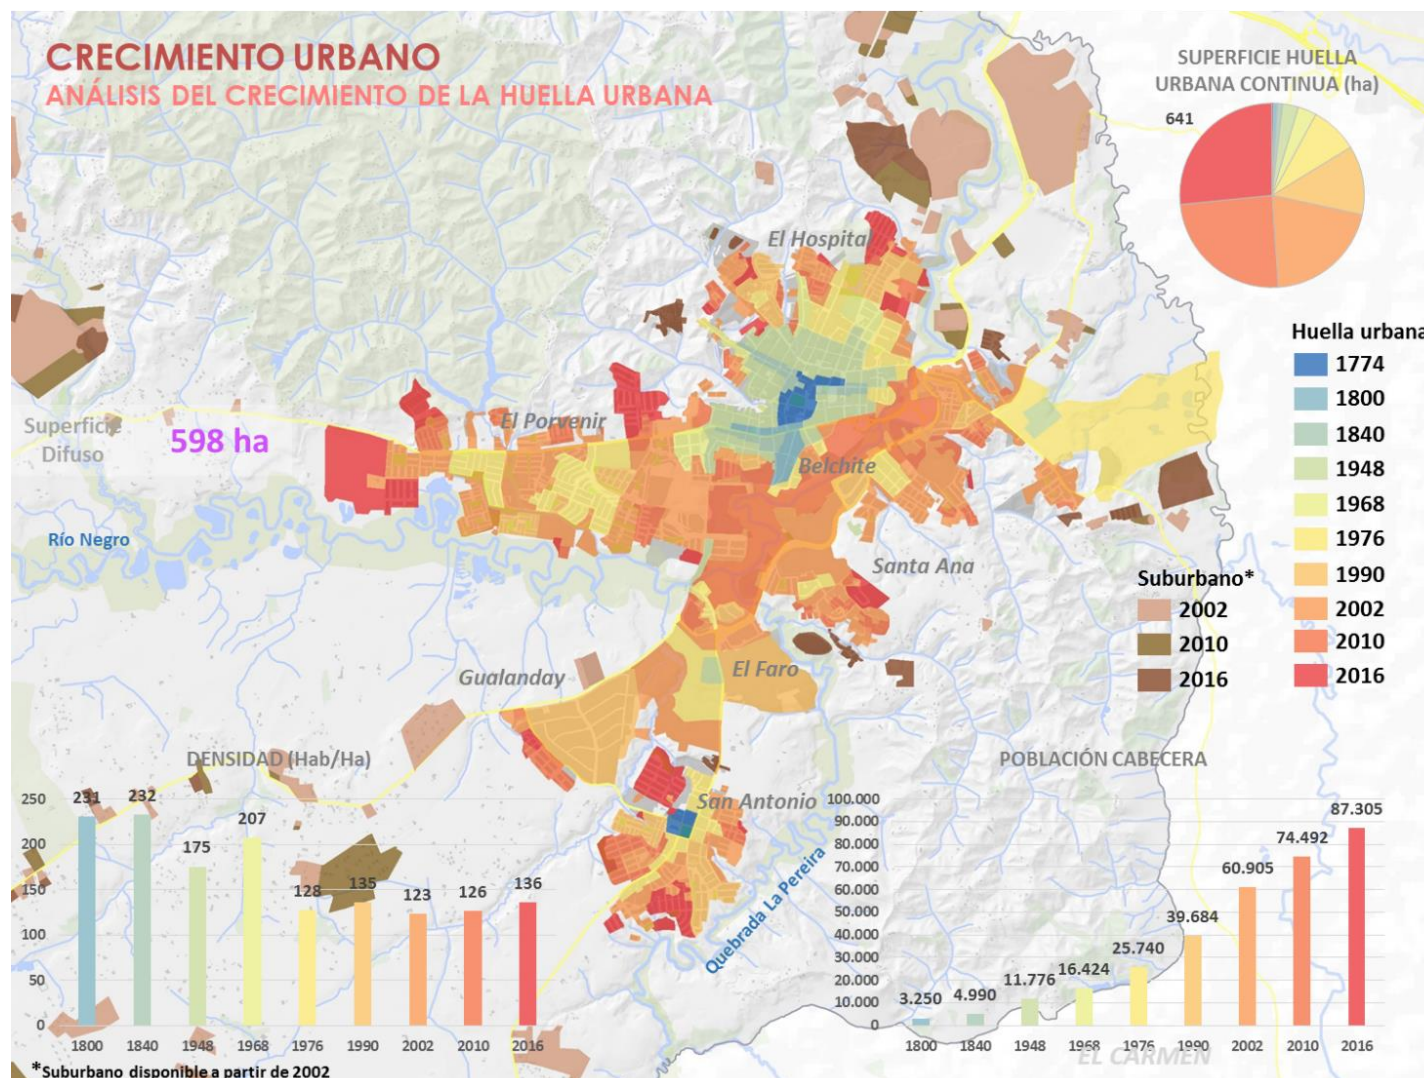 CRECIMIENTO URBANO
ANÁLISIS DEL CRECIMIENTO DE LA HUELLA URBANA
SUPERFICIE HUELLA
URBANA CONTINUA (ha)
641
El Hospital
Huella urbana
1774
1800
1840
1948
1968
1976
1990
2002
2010
2016
Suburbano*
2002
2010
2016
El Porvenir
Superficie
Difuso
598 ha
Belchite
Río Negro
Santa Ana
El Faro
Gualanday
San Antonio
Quebrada La Pereira
DENSIDAD (Hab/Ha)
250
200
150
100
50
0
231
232
175
207
128
135
123
126
136
1800 1840 1948 1968 1976 1990 2002 2010 2016
*Suburbano disponible a partir de 2002
POBLACIÓN CABECERA
100.000
90.000
80.000
70.000
60.000
50.000
40.000
30.000
20.000
10.000
0
3.250
4.990
11.776
16.424
25.740
39.684
60.905
74.492
87.305
1800 1840 1948 1968 1976 1990 2002 2010 2016
EL CARMEN